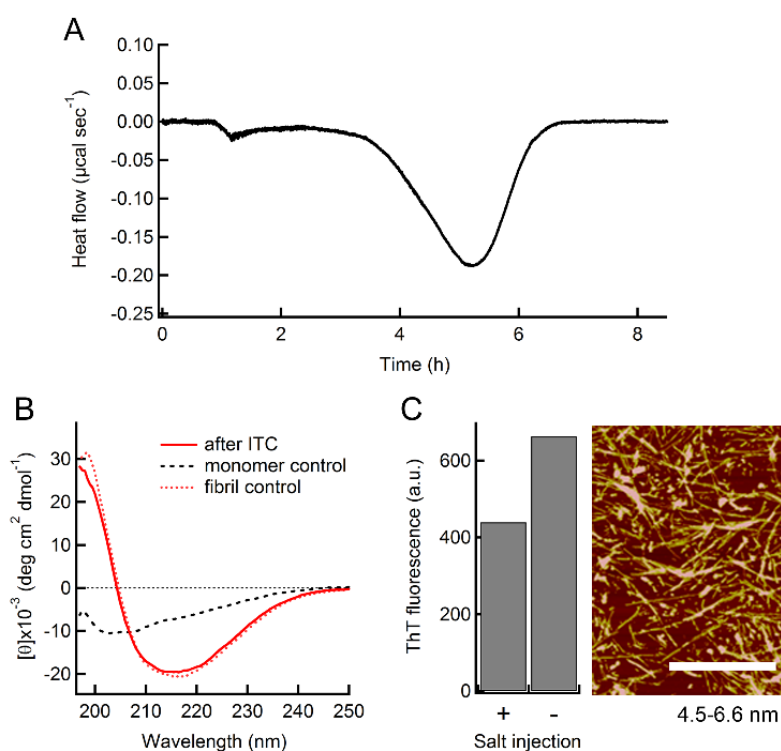 A
0.10
0.05
0.00
-0.05
-0.10
-0.15
-0.20
-0.25
Heat flow (µcal sec⁻¹)
0 2 4 6 8
Time (h)
B
30
20
10
0
-10
-20
[θ]x10⁻³ (deg cm² dmol⁻¹)
after ITC
monomer control
fibril control
200 210 220 230 240 250
Wavelength (nm)
C
600
400
200
0
ThT fluorescence (a.u.)
+ -
Salt injection
4.5-6.6 nm